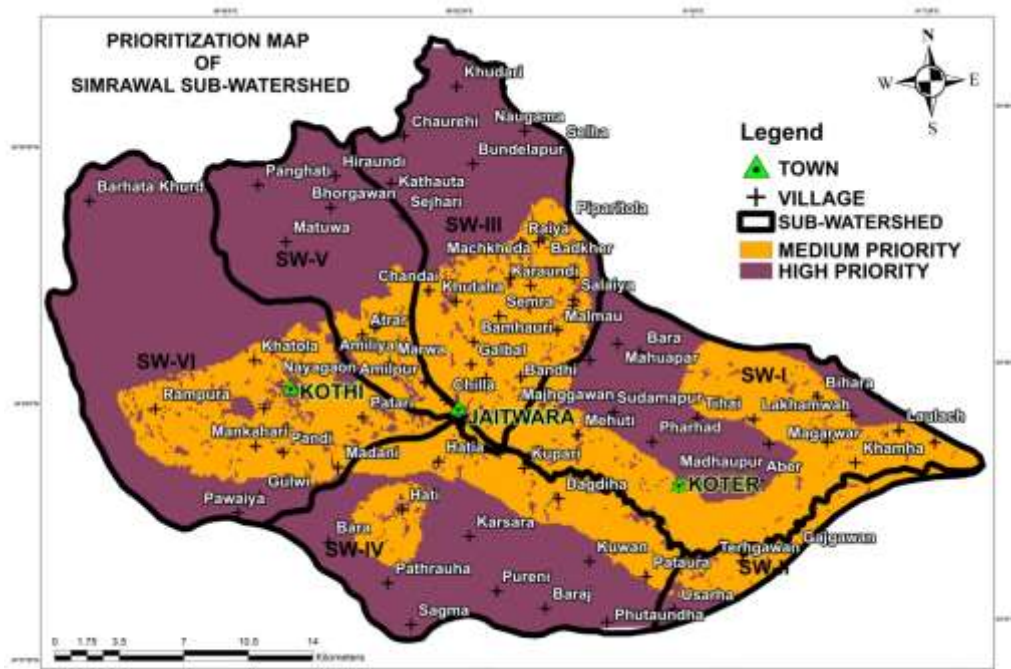 PRIORITIZATION MAP
OF
SIMRAWAL SUB-WATERSHED
N
W E
S
Legend
TOWN
VILLAGE
SUB-WATERSHED
MEDIUM PRIORITY
HIGH PRIORITY
Khudari
Naugama
Chaurehi
Selha
Bundelapur
Hiraundi
Panghati
Kathauta
Barhata Khurd
Bhorgawan
Sejhari
Piparitola
Matuwa
SW-III
Raiya
Machkheda
Badkher
SW-V
Chandai
Karaundi
Khutaha
Salaiya
Semra
Malmau
Atrar
Bamhauri
Bara
Amiliya
Marwa
Galbal
Mahuapar
Khatola
SW-VI
Nayagaon
Amilpur
Bandhi
SW-I
Bihara
KOTHI
Chilla
Rampura
Majhggawan
Sudamapur
Lakhamwah
Patari
JAITWARA
Tihai
Laulach
Mehuti
Mankahari
Pandi
Pharhad
Magarwar
Khamha
Hatia
Kupari
Madani
Madhaupur
Aber
Gulwi
KOTER
Dagdiha
Pawaiya
Hati
Bara
Karsara
SW-IV
Gajgawan
Kuwan
Terhgawan
Pataura
SW-II
Pathrauha
Pureni
Baraj
Usarha
Sagma
Phutaundha
0 1.75 3.5 7 10.5 14
Kilometers